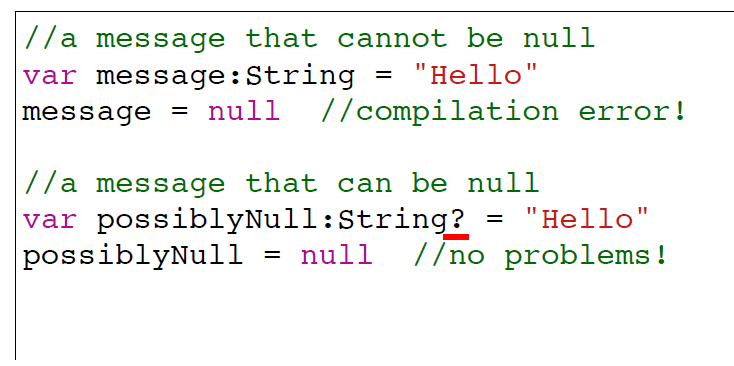 //a message that cannot be null
var message:String = "Hello"
message = null  //compilation error!
//a message that can be null
var possiblyNull:String? = "Hello"
possiblyNull = null  //no problems!